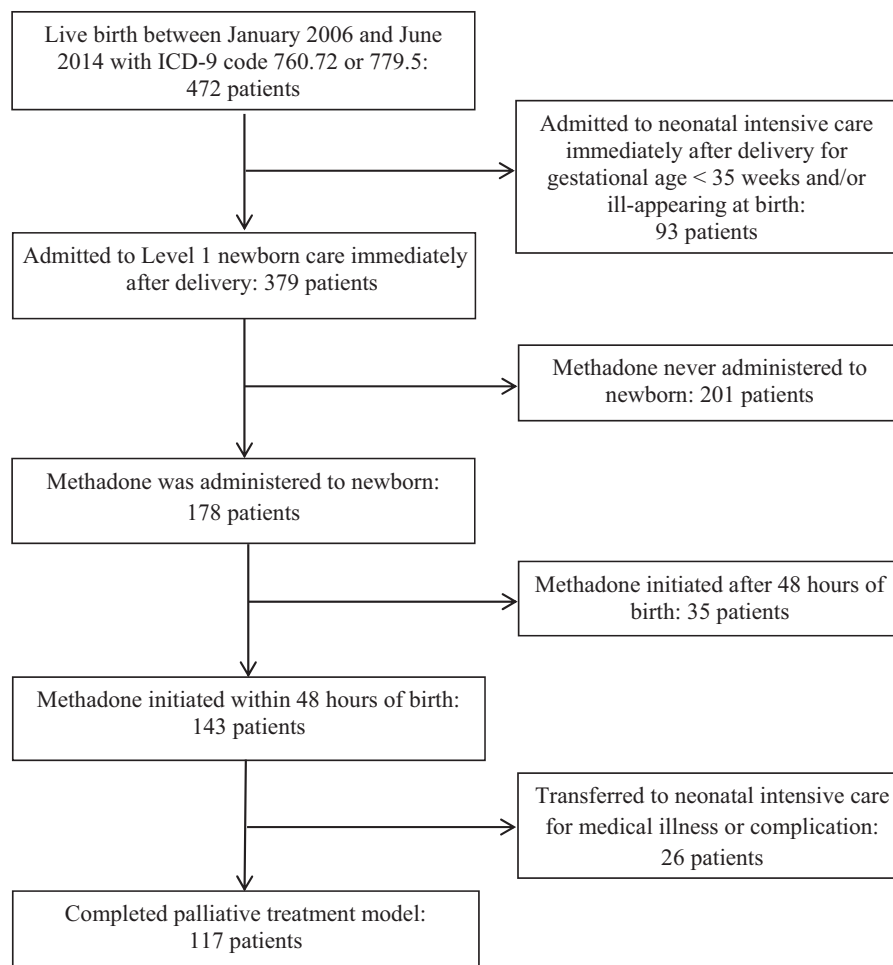 Live birth between January 2006 and June
2014 with ICD-9 code 760.72 or 779.5:
472 patients
Admitted to neonatal intensive care
immediately after delivery for
gestational age < 35 weeks and/or
ill-appearing at birth:
93 patients
Admitted to Level 1 newborn care immediately
after delivery: 379 patients
Methadone never administered to
newborn: 201 patients
Methadone was administered to newborn:
178 patients
Methadone initiated after 48 hours of
birth: 35 patients
Methadone initiated within 48 hours of birth:
143 patients
Transferred to neonatal intensive care
for medical illness or complication:
26 patients
Completed palliative treatment model:
117 patients